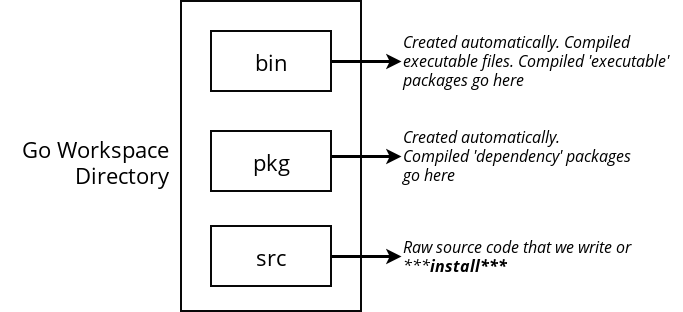 Go Workspace
Directory
bin
Created automatically. Compiled
executable files. Compiled 'executable'
packages go here
pkg
Created automatically.
Compiled 'dependency' packages
go here
src
Raw source code that we write or
***install***